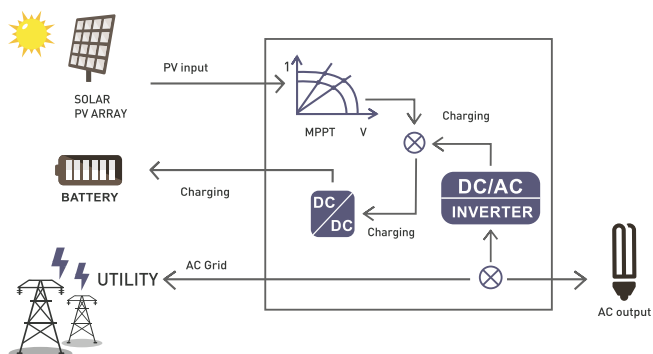 PV input
SOLAR
PV ARRAY
1
MPPT
V
Charging
BATTERY
Charging
DC
DC
Charging
DC/AC
INVERTER
UTILITY
AC Grid
AC output